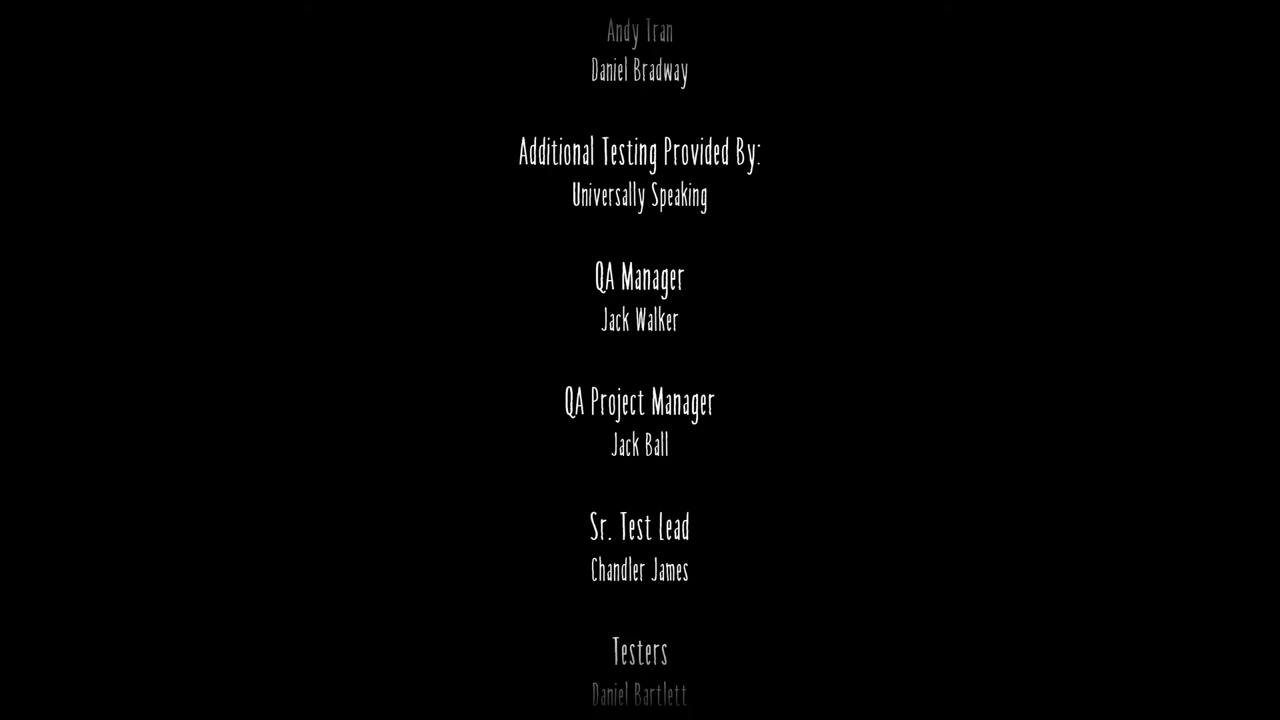 Andy Tran
Daniel Bradway
Additional Testing Provided By:
Universally Speaking
QA Manager
Jack Walker
QA Project Manager
Jack Ball
Sr. Test Lead
Chandler James
Testers
Daniel Bartlett